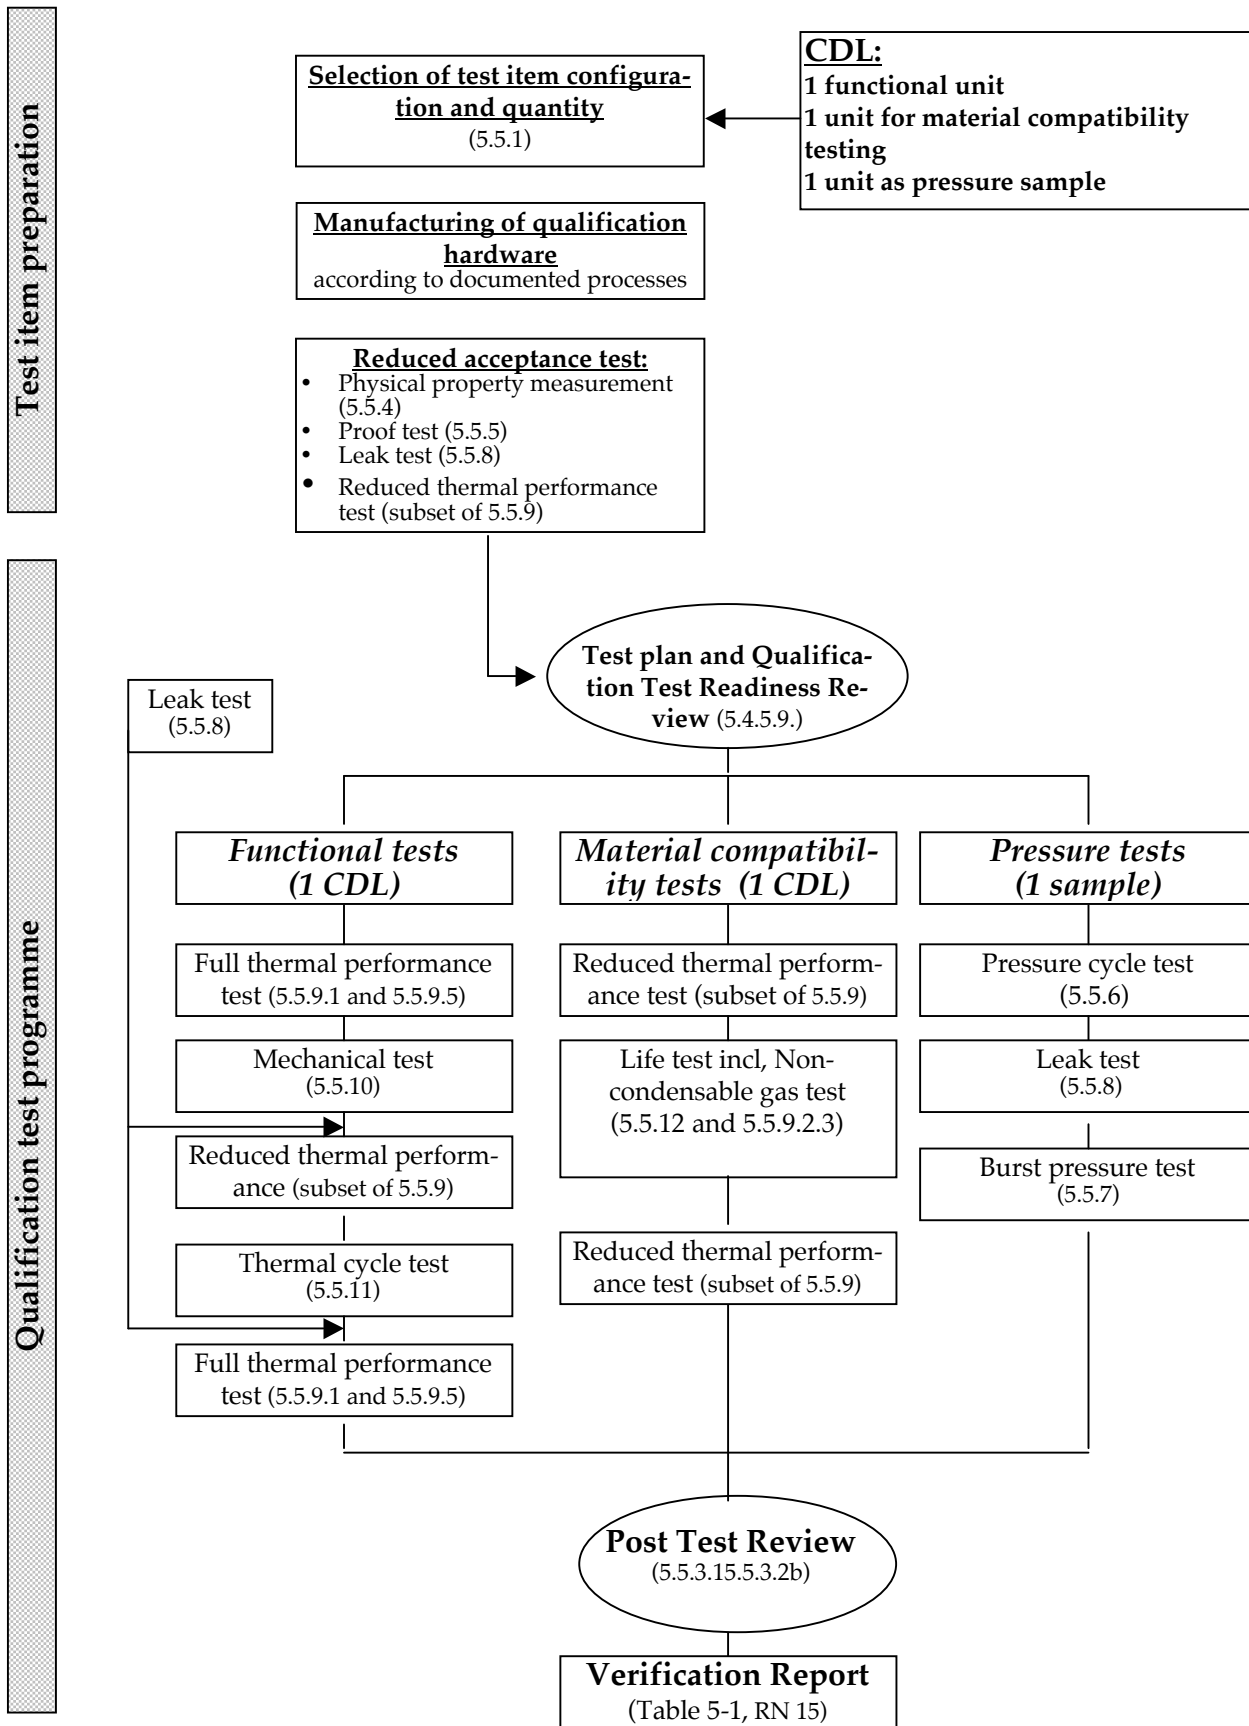 Test item preparation
Selection of test item configura-
tion and quantity
(5.5.1)
CDL:
1 functional unit
1 unit for material compatibility
testing
1 unit as pressure sample
Manufacturing of qualification
hardware
according to documented processes
Reduced acceptance test:
• Physical property measurement
(5.5.4)
• Proof test (5.5.5)
• Leak test (5.5.8)
• Reduced thermal performance
test (subset of 5.5.9)
Qualification test programme
Test plan and Qualifica-
tion Test Readiness Re-
view (5.4.5.9.)
Leak test
(5.5.8)
Functional tests
(1 CDL)
Full thermal performance
test (5.5.9.1 and 5.5.9.5)
Mechanical test
(5.5.10)
Reduced thermal perform-
ance (subset of 5.5.9)
Thermal cycle test
(5.5.11)
Full thermal performance
test (5.5.9.1 and 5.5.9.5)
Material compatibil-
ity tests (1 CDL)
Reduced thermal perform-
ance test (subset of 5.5.9)
Life test incl, Non-
condensable gas test
(5.5.12 and 5.5.9.2.3)
Reduced thermal perform-
ance test (subset of 5.5.9)
Pressure tests
(1 sample)
Pressure cycle test
(5.5.6)
Leak test
(5.5.8)
Burst pressure test
(5.5.7)
Post Test Review
(5.5.3.15.5.3.2b)
Verification Report
(Table 5-1, RN 15)